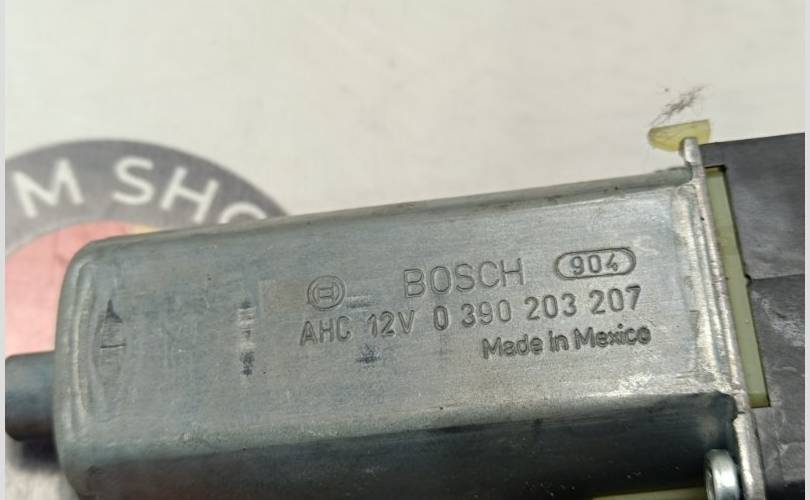 M SHO
BOSCH 904
AHC 12V 0 390 203 207
Made in Mexico